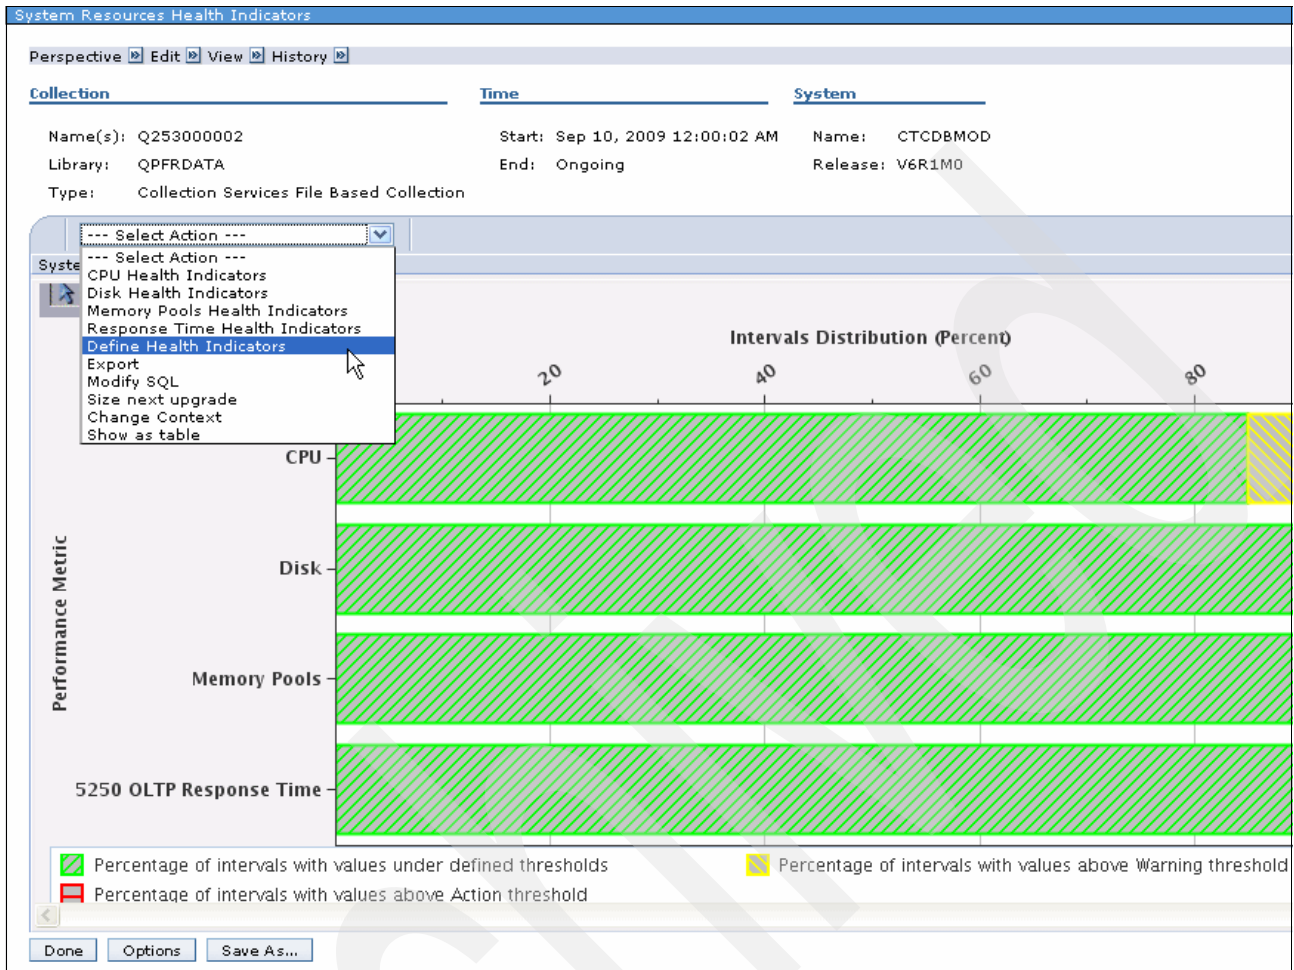 System Resources Health Indicators
Perspective Edit View History
Collection Time System
Name(s): Q253000002 Start: Sep 10, 2009 12:00:02 AM Name: CTCDBMOD
Library: QPFRDATA End: Ongoing Release: V6R1M0
Type: Collection Services File Based Collection
--- Select Action ---
Syste
--- Select Action ---
CPU Health Indicators
Disk Health Indicators
Memory Pools Health Indicators
Response Time Health Indicators
Define Health Indicators
Export
Modify SQL
Size next upgrade
Change Context
Show as table
Intervals Distribution (Percent)
20 40 60 80
Performance Metric
CPU
Disk
Memory Pools
5250 OLTP Response Time
Percentage of intervals with values under defined thresholds Percentage of intervals with values above Warning threshold
Percentage of intervals with values above Action threshold
Done Options Save As...